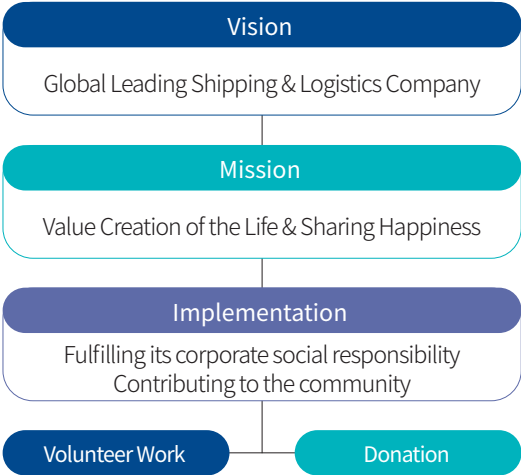 Vision
Global Leading Shipping & Logistics Company
Mission
Value Creation of the Life & Sharing Happiness
Implementation
Fulfilling its corporate social responsibility
Contributing to the community
Volunteer Work
Donation